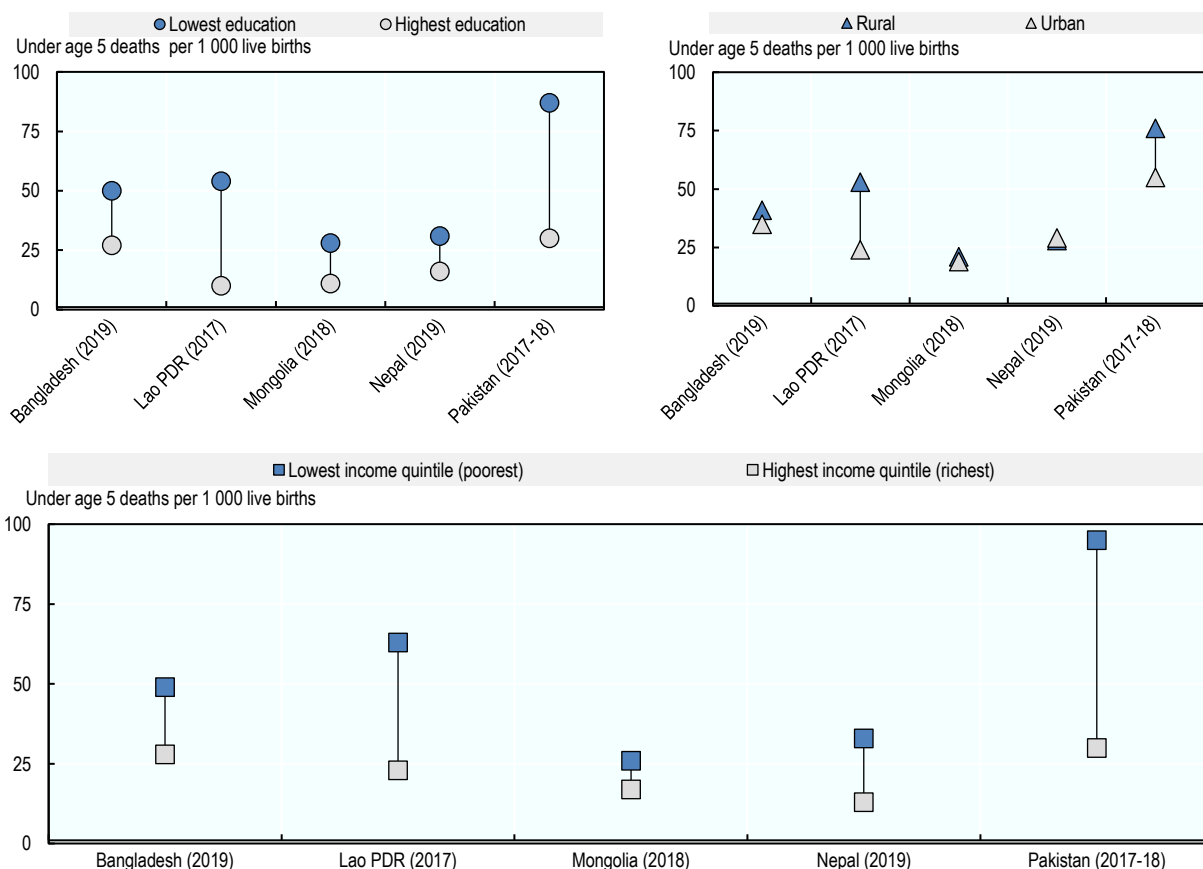 Lowest education Highest education
Under age 5 deaths per 1 000 live births
100
75
50
25
0
Bangladesh (2019)
Lao PDR (2017)
Mongolia (2018)
Nepal (2019)
Pakistan (2017-18)
Rural Urban
Under age 5 deaths per 1 000 live births
100
75
50
25
0
Bangladesh (2019)
Lao PDR (2017)
Mongolia (2018)
Nepal (2019)
Pakistan (2017-18)
Lowest income quintile (poorest) Highest income quintile (richest)
Under age 5 deaths per 1 000 live births
100
75
50
25
0
Bangladesh (2019) Lao PDR (2017) Mongolia (2018) Nepal (2019) Pakistan (2017-18)